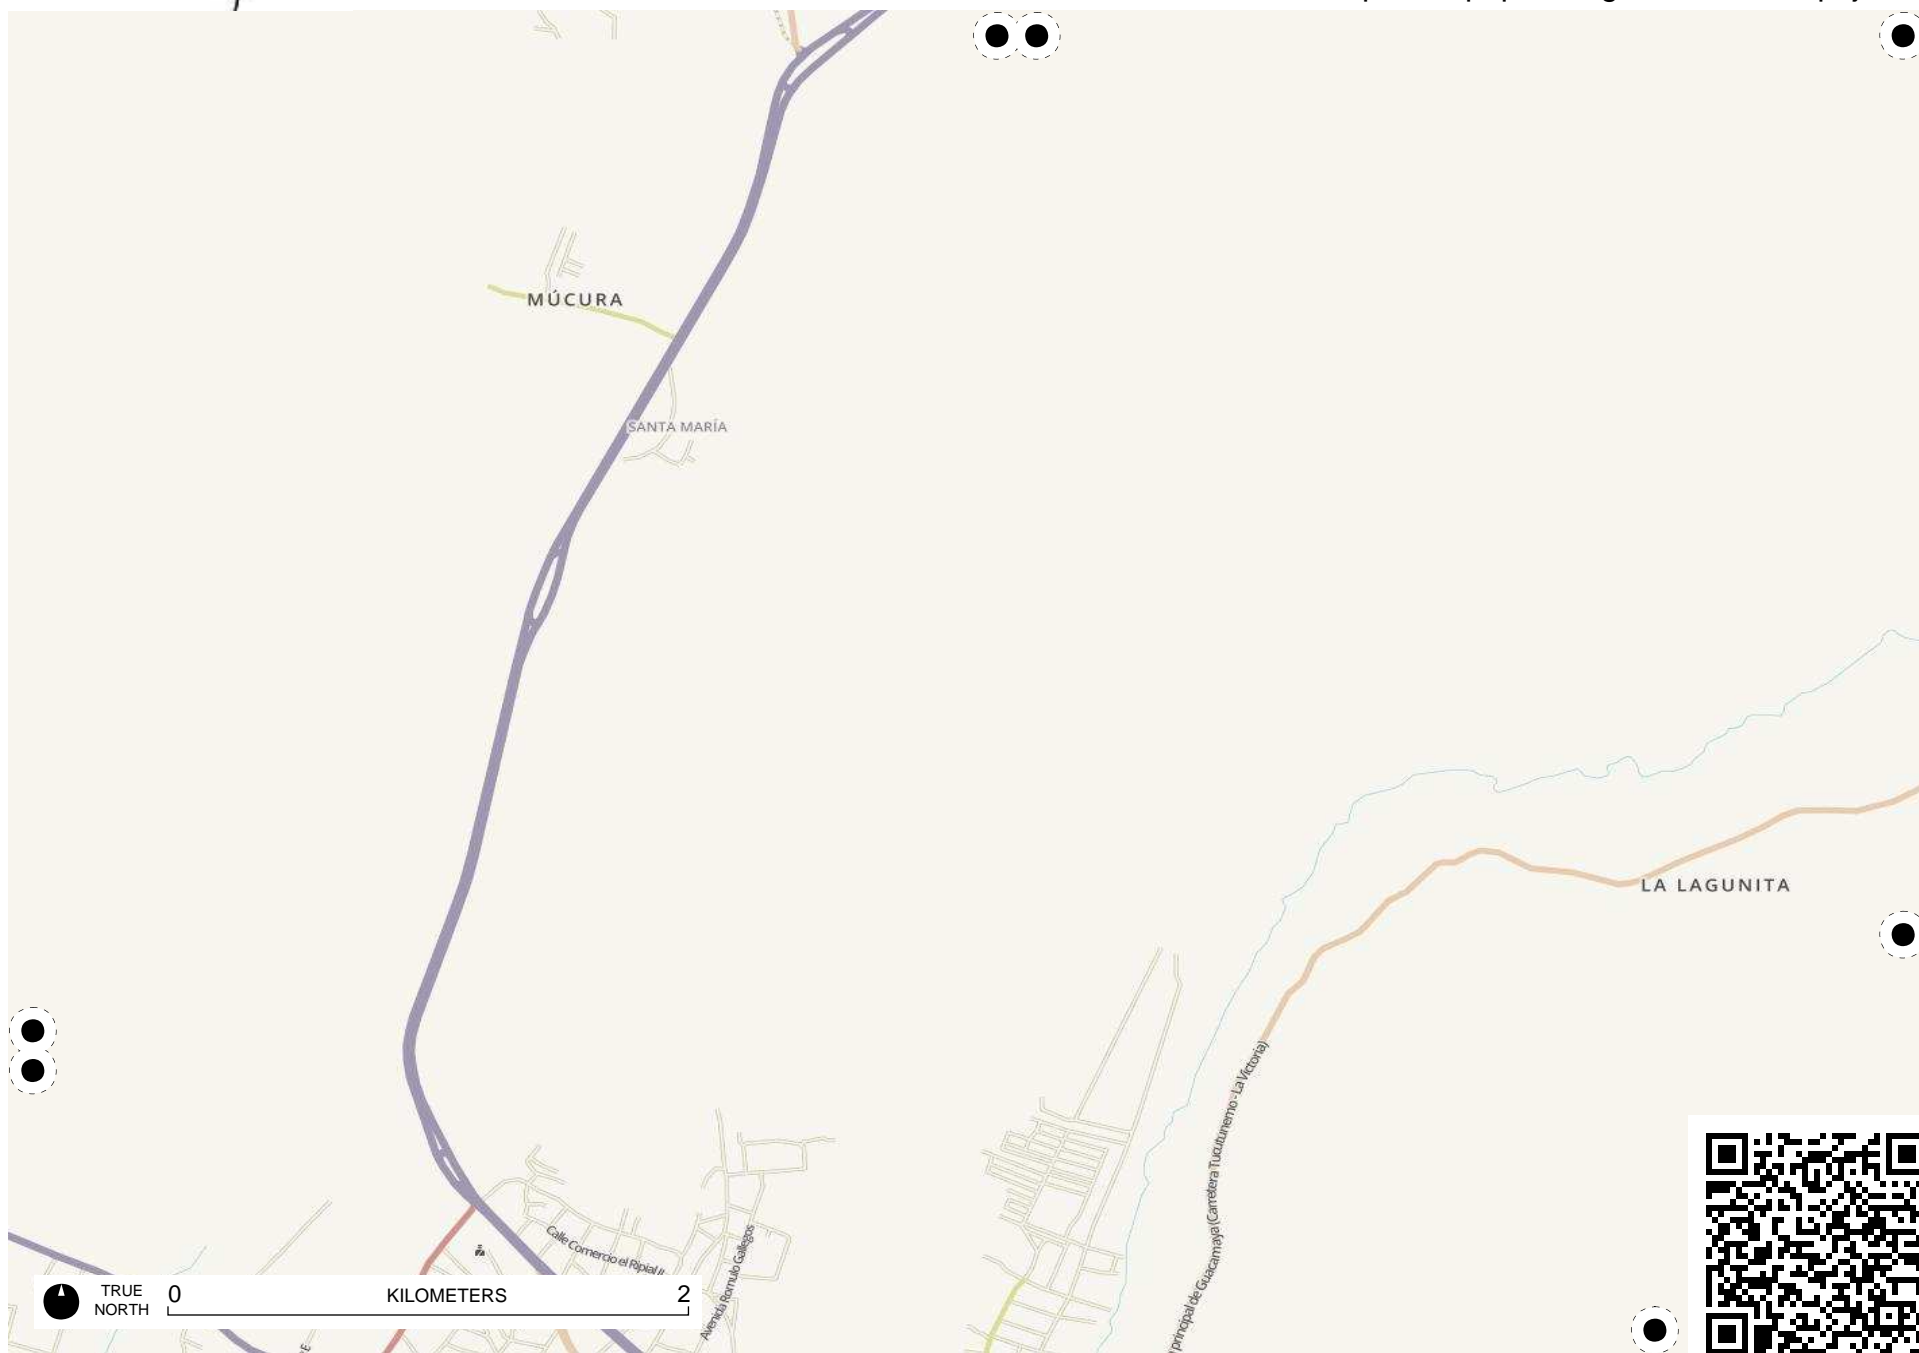 MÚCURA
SANTA MARÍA
LA LAGUNITA
principal de Guacamaya (Carretera Tucutunemo - La Victoria)
Calle Comercio el Ripial II
Avenida Romulo Gallegos
TRUE
NORTH
0
KILOMETERS
2